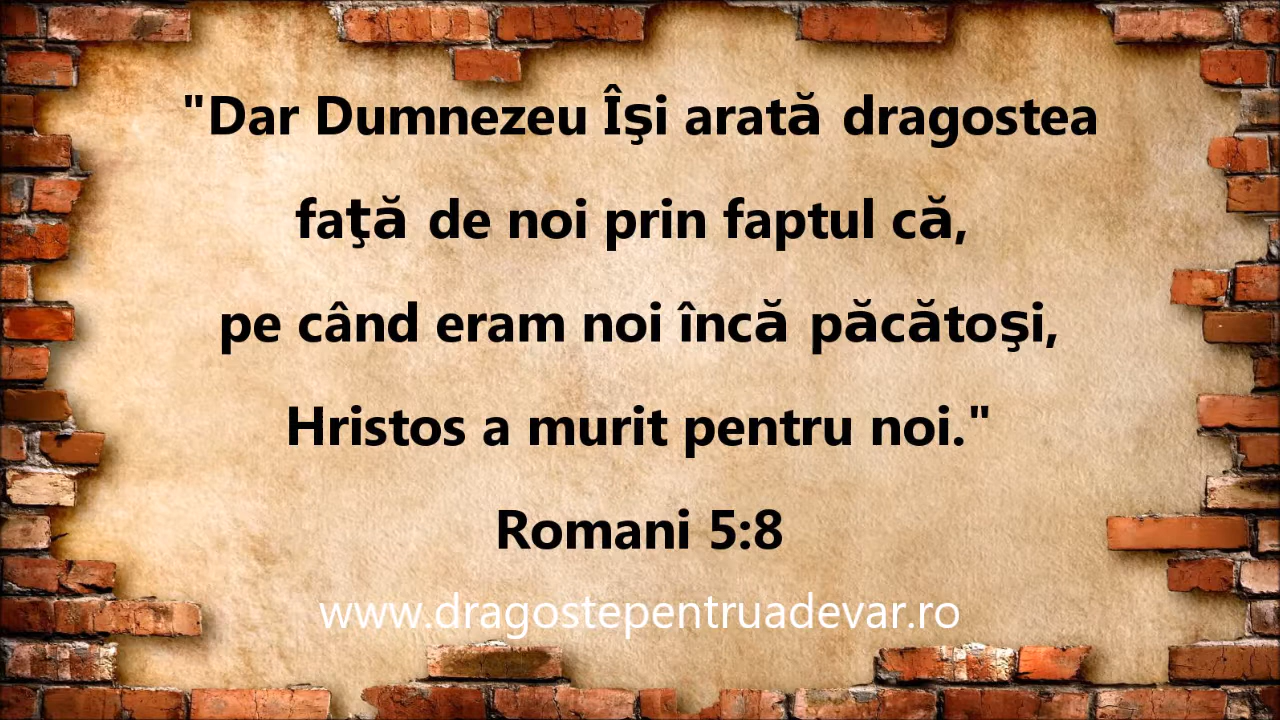 "Dar Dumnezeu Îşi arată dragostea
faţă de noi prin faptul că,
pe când eram noi încă păcătoşi,
Hristos a murit pentru noi."
Romani 5:8
www.dragostepentruadevar.ro